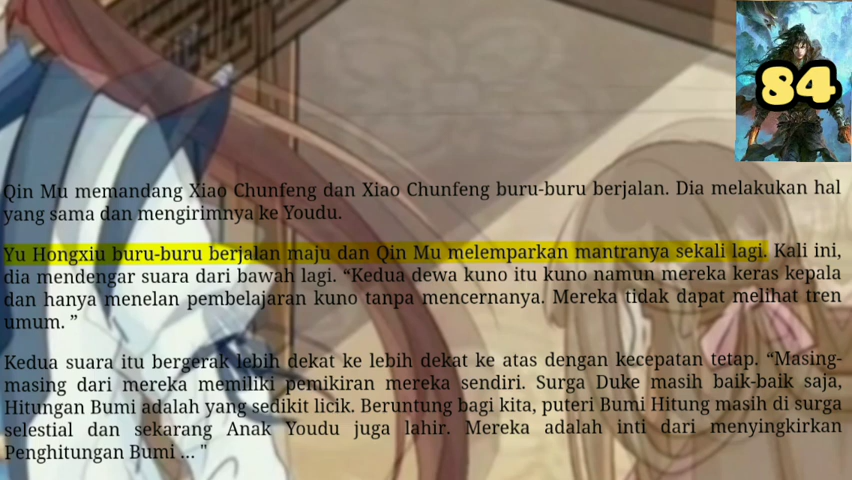 84
Qin Mu memandang Xiao Chunfeng dan Xiao Chunfeng buru-buru berjalan. Dia melakukan hal
yang sama dan mengirimnya ke Youdu.
Yu Hongxiu buru-buru berjalan maju dan Qin Mu melemparkan mantranya sekali lagi. Kali ini,
dia mendengar suara dari bawah lagi. “Kedua dewa kuno itu kuno namun mereka keras kepala
dan hanya menelan pembelajaran kuno tanpa mencernanya. Mereka tidak dapat melihat tren
umum. ”
Kedua suara itu bergerak lebih dekat ke lebih dekat ke atas dengan kecepatan tetap. “Masing-
masing dari mereka memiliki pemikiran mereka sendiri. Surga Duke masih baik-baik saja,
Hitungan Bumi adalah yang sedikit licik. Beruntung bagi kita, puteri Bumi Hitung masih di surga
selestial dan sekarang Anak Youdu juga lahir. Mereka adalah inti dari menyingkirkan
Penghitungan Bumi ... "